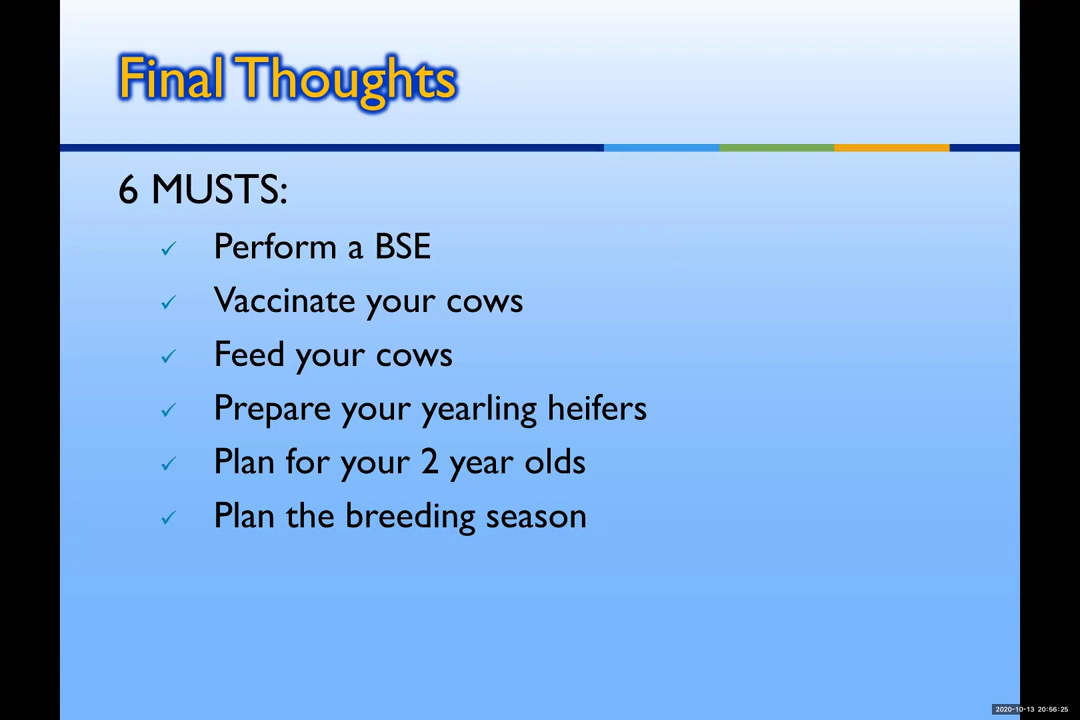 Final Thoughts
6 MUSTS:
✓ Perform a BSE
✓ Vaccinate your cows
✓ Feed your cows
✓ Prepare your yearling heifers
✓ Plan for your 2 year olds
✓ Plan the breeding season
2020-10-13 20:56:25